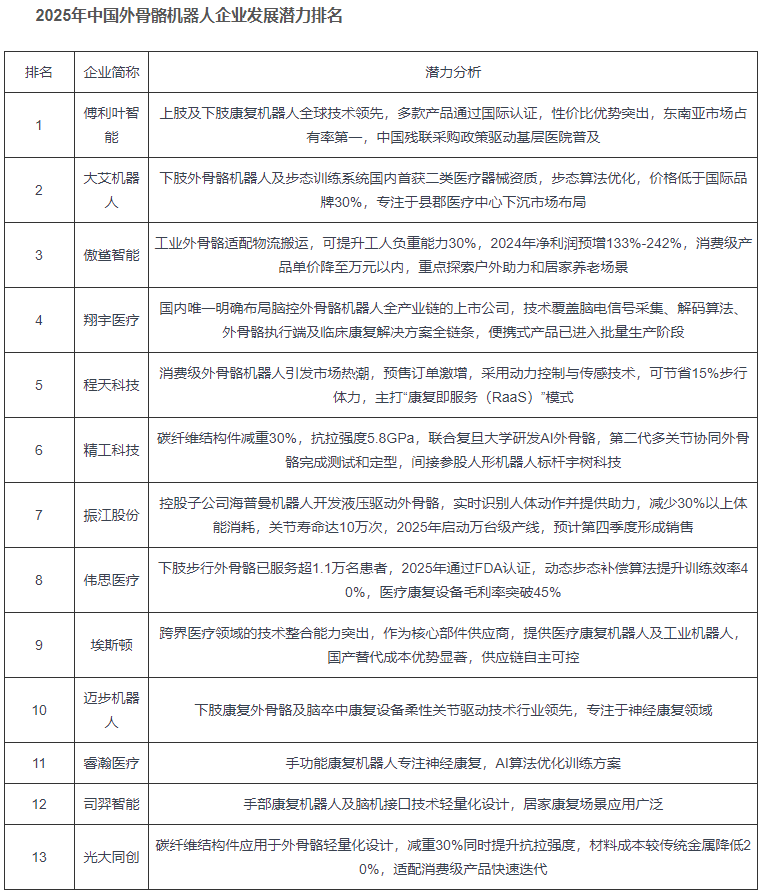 2025年中国外骨骼机器人企业发展潜力排名
排名 企业简称 潜力分析
1 傅利叶智能 上肢及下肢康复机器人全球技术领先，多款产品通过国际认证，性价比优势突出，东南亚市场占
有率第一，中国残联采购政策驱动基层医院普及
2 大艾机器人 下肢外骨骼机器人及步态训练系统国内首获二类医疗器械资质，步态算法优化，价格低于国际品
牌30%，专注于县郡医疗中心下沉市场布局
3 傲鲨智能 工业外骨骼适配物流搬运，可提升工人负重能力30%，2024年净利润预增133%-242%，消费级产
品单价降至万元以内，重点探索户外助力和居家养老场景
4 翔宇医疗 国内唯一明确布局脑控外骨骼机器人全产业链的上市公司，技术覆盖脑电信号采集、解码算法、
外骨骼执行端及临床康复解决方案全链条，便携式产品已进入批量生产阶段
5 程天科技 消费级外骨骼机器人引发市场热潮，预售订单激增，采用动力控制与传感技术，可节省15%步行
体力，主打“康复即服务（RaaS）”模式
6 精工科技 碳纤维结构件减重30%，抗拉强度5.8GPa，联合复旦大学研发AI外骨骼，第二代多关节协同外骨
骼完成测试和定型，间接参股人形机器人标杆宇树科技
7 振江股份 控股子公司海普曼机器人开发液压驱动外骨骼，实时识别人体动作并提供助力，减少30%以上体
能消耗，关节寿命达10万次，2025年启动万台级产线，预计第四季度形成销售
8 伟思医疗 下肢步行外骨骼已服务超1.1万名患者，2025年通过FDA认证，动态步态补偿算法提升训练效率4
0%，医疗康复设备毛利率突破45%
9 埃斯顿 跨界医疗领域的技术整合能力突出，作为核心部件供应商，提供医疗康复机器人及工业机器人，
国产替代成本优势显著，供应链自主可控
10 迈步机器人 下肢康复外骨骼及脑卒中康复设备柔性关节驱动技术行业领先，专注于神经康复领域
11 睿瀚医疗 手功能康复机器人专注神经康复，AI算法优化训练方案
12 司羿智能 手部康复机器人及脑机接口技术轻量化设计，居家康复场景应用广泛
13 光大同创 碳纤维结构件应用于外骨骼轻量化设计，减重30%同时提升抗拉强度，材料成本较传统金属降低2
0%，适配消费级产品快速迭代